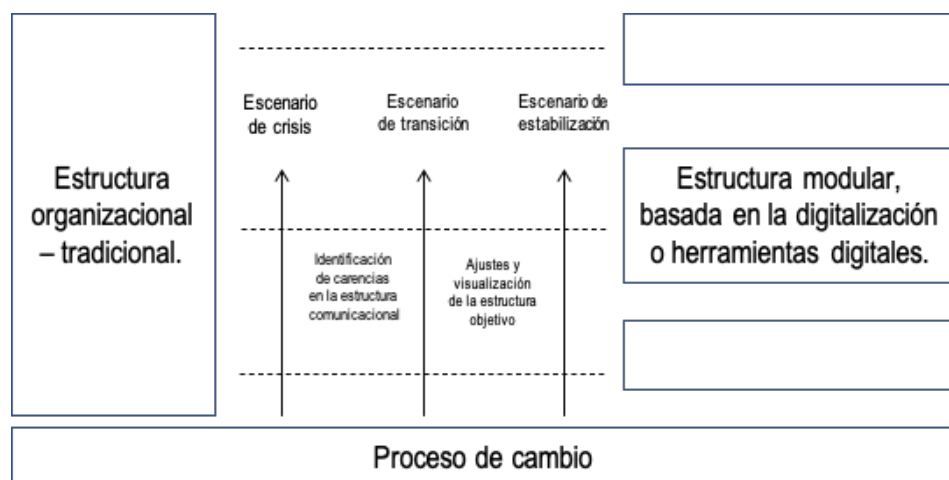 Estructura
organizacional
– tradicional.
Escenario
de crisis
Escenario
de transición
Escenario de
estabilización
Identificación
de carencias
en la estructura
comunicacional
Ajustes y
visualización
de la estructura
objetivo
Estructura modular,
basada en la digitalización
o herramientas digitales.
Proceso de cambio